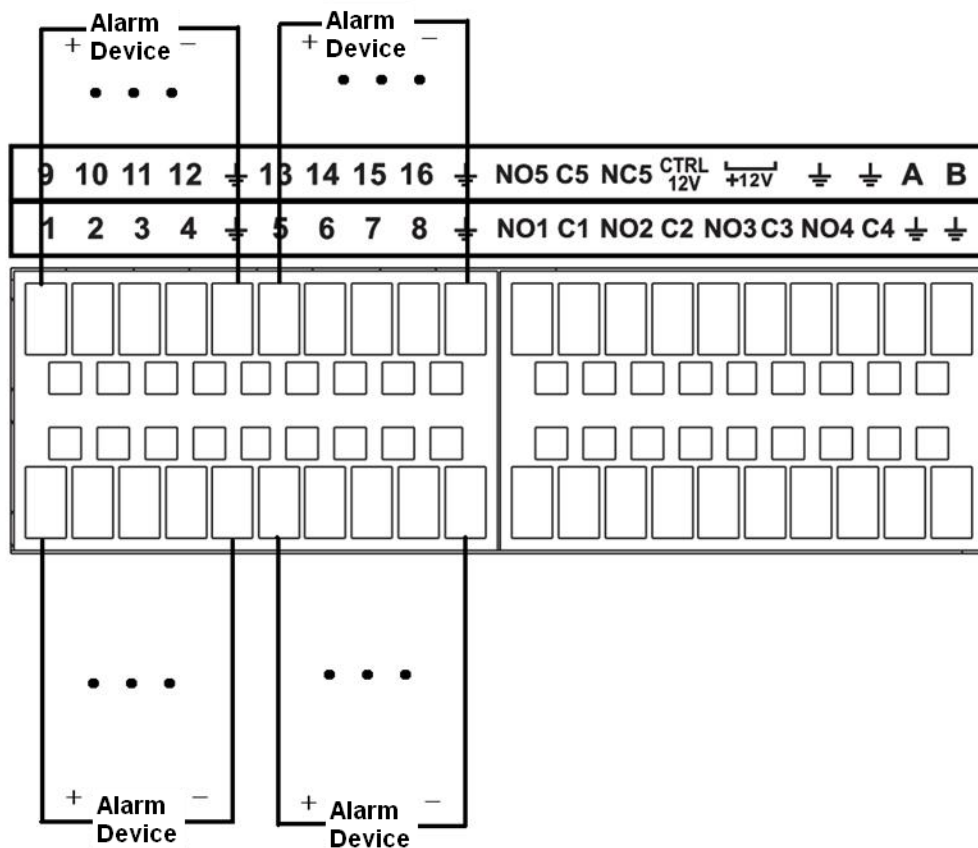 Alarm
Device
+ −
Alarm
Device
+ −
9 10 11 12 ⏚ 13 14 15 16 ⏚ NO5 C5 NC5 CTRL 12V +12V ⏚ ⏚ A B
1 2 3 4 ⏚ 5 6 7 8 ⏚ NO1 C1 NO2 C2 NO3 C3 NO4 C4 ⏚ ⏚
+ −
Alarm
Device
+ −
Alarm
Device